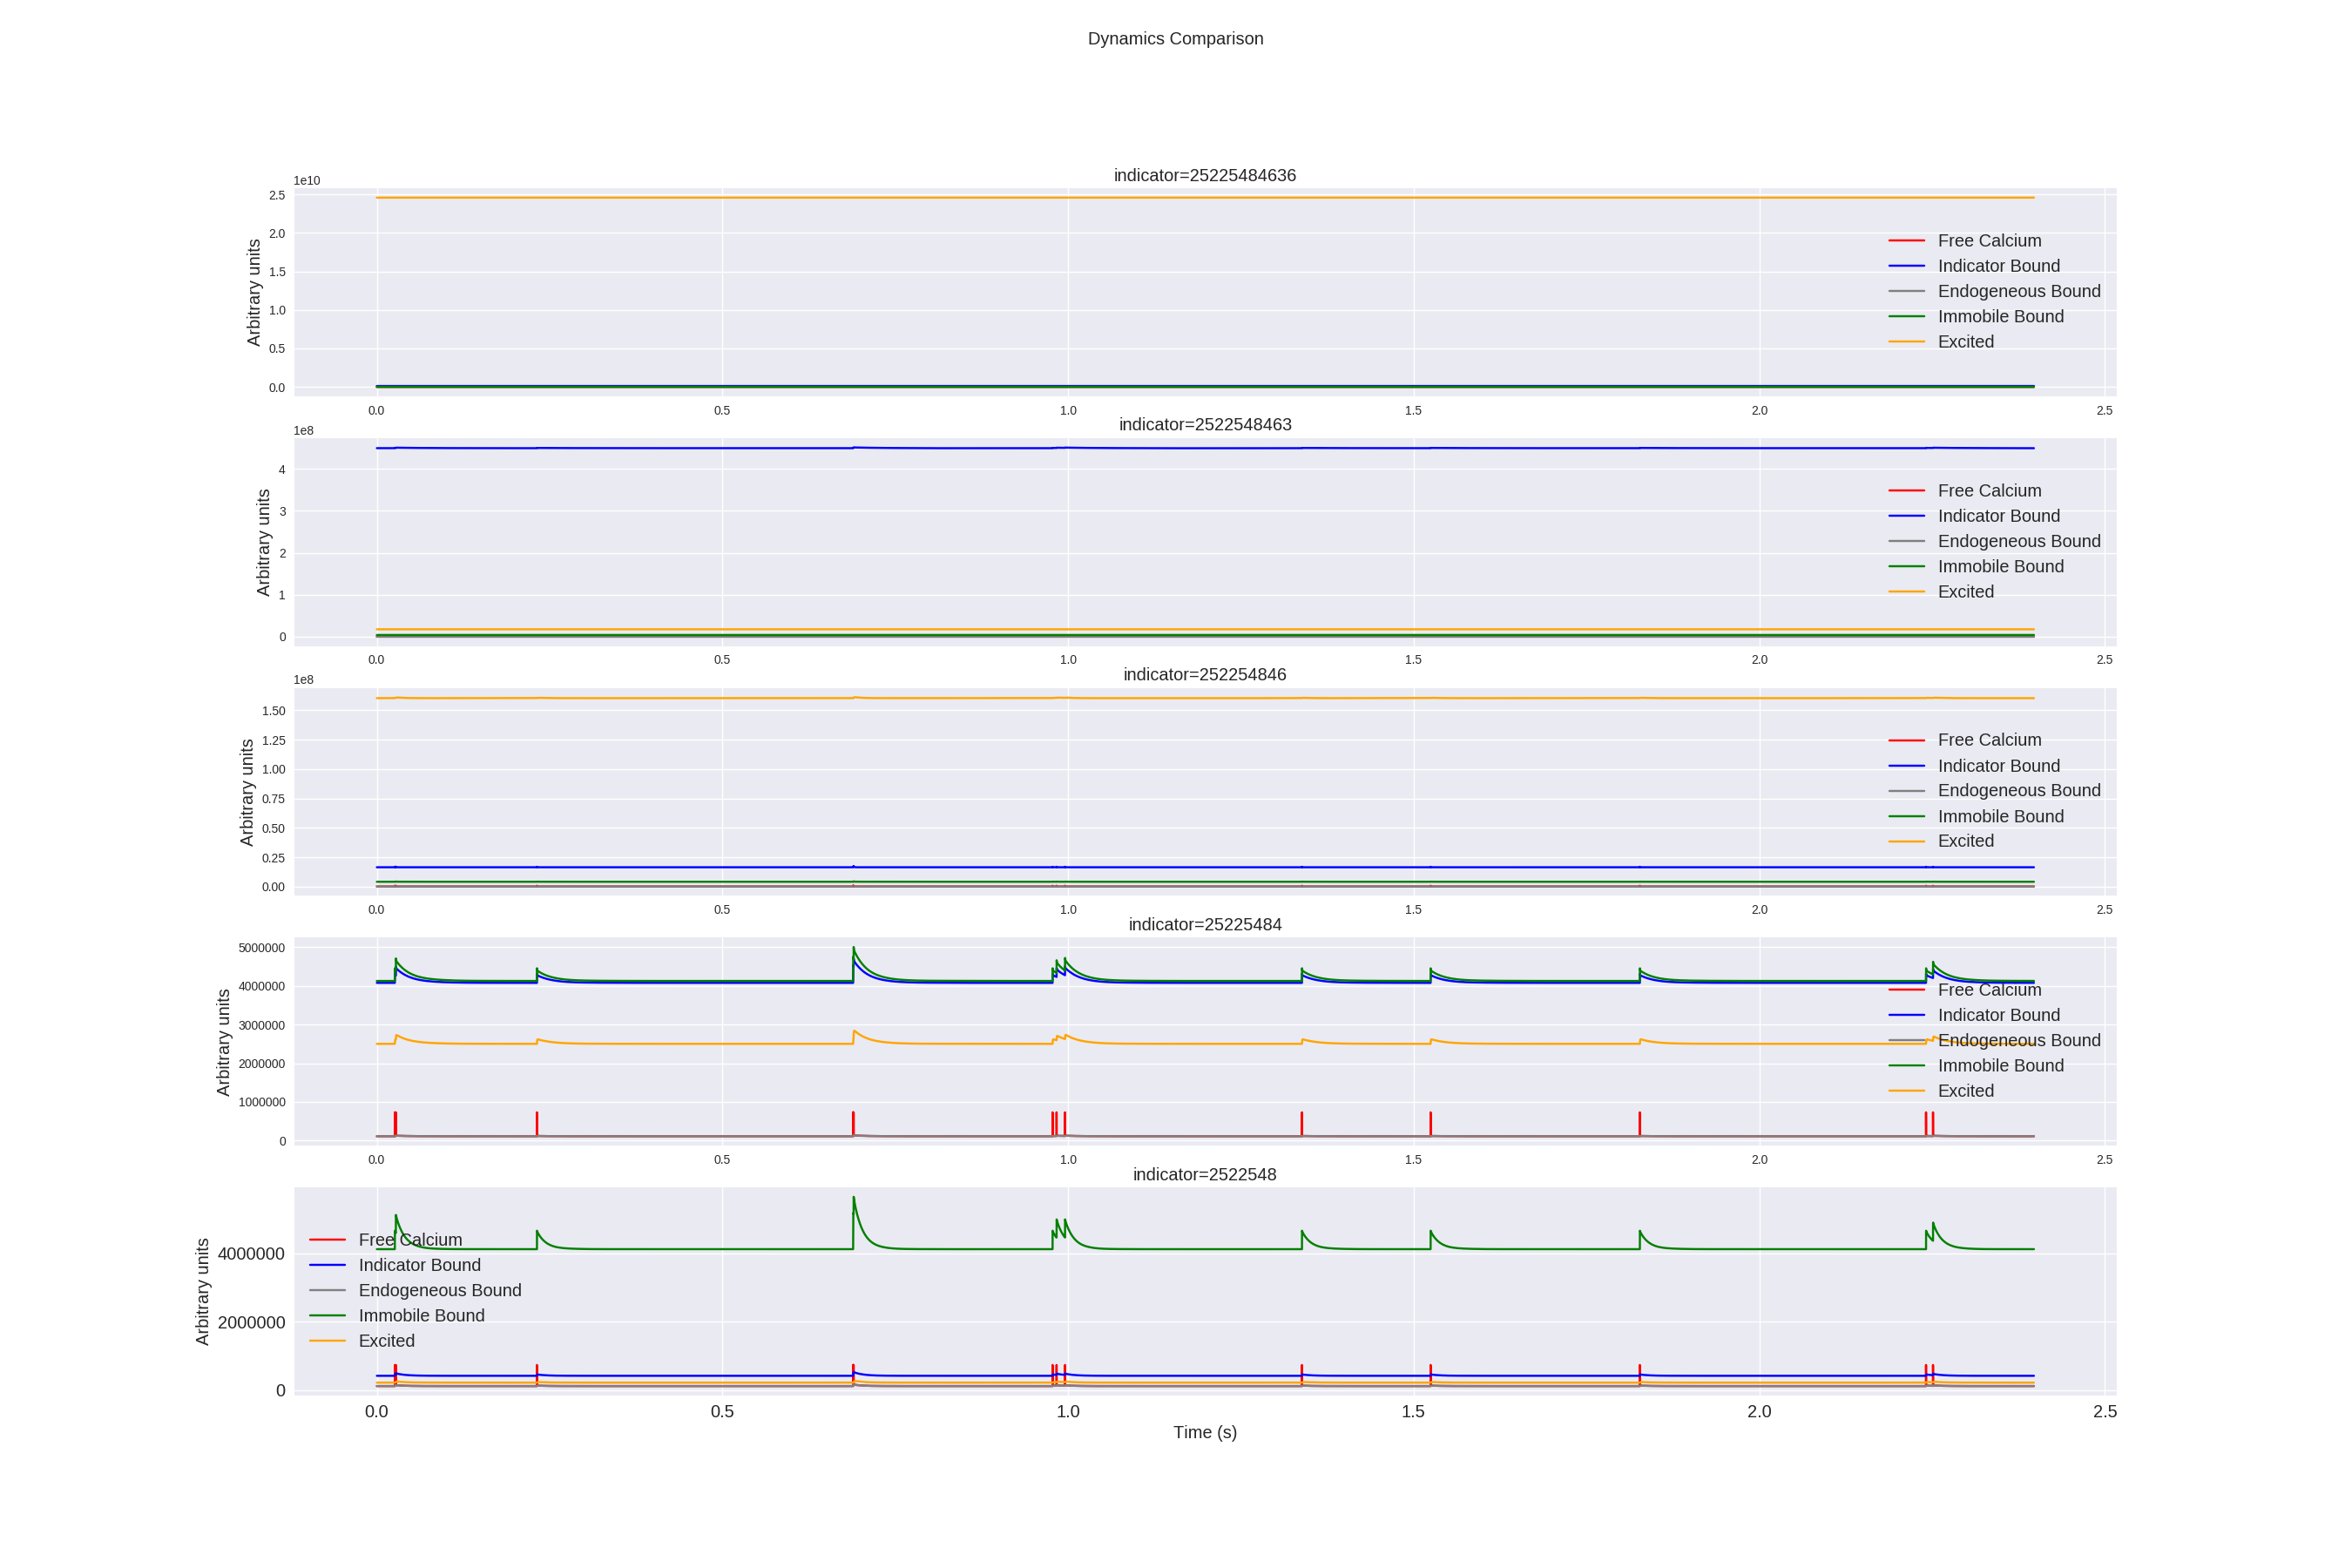 Dynamics Comparison
indicator=25225484636
1e10
2.5
2.0
1.5
1.0
0.5
0.0
Arbitrary units
Free Calcium
Indicator Bound
Endogeneous Bound
Immobile Bound
Excited
0.0 0.5 1.0 1.5 2.0 2.5
indicator=2522548463
1e8
4
3
2
1
0
Arbitrary units
Free Calcium
Indicator Bound
Endogeneous Bound
Immobile Bound
Excited
0.0 0.5 1.0 1.5 2.0 2.5
indicator=252254846
1e8
1.50
1.25
1.00
0.75
0.50
0.25
0.00
Arbitrary units
Free Calcium
Indicator Bound
Endogeneous Bound
Immobile Bound
Excited
0.0 0.5 1.0 1.5 2.0 2.5
indicator=25225484
5000000
4000000
3000000
2000000
1000000
0
Arbitrary units
Free Calcium
Indicator Bound
Endogeneous Bound
Immobile Bound
Excited
0.0 0.5 1.0 1.5 2.0 2.5
indicator=2522548
4000000
2000000
0
Arbitrary units
Free Calcium
Indicator Bound
Endogeneous Bound
Immobile Bound
Excited
0.0 0.5 1.0 1.5 2.0 2.5
Time (s)